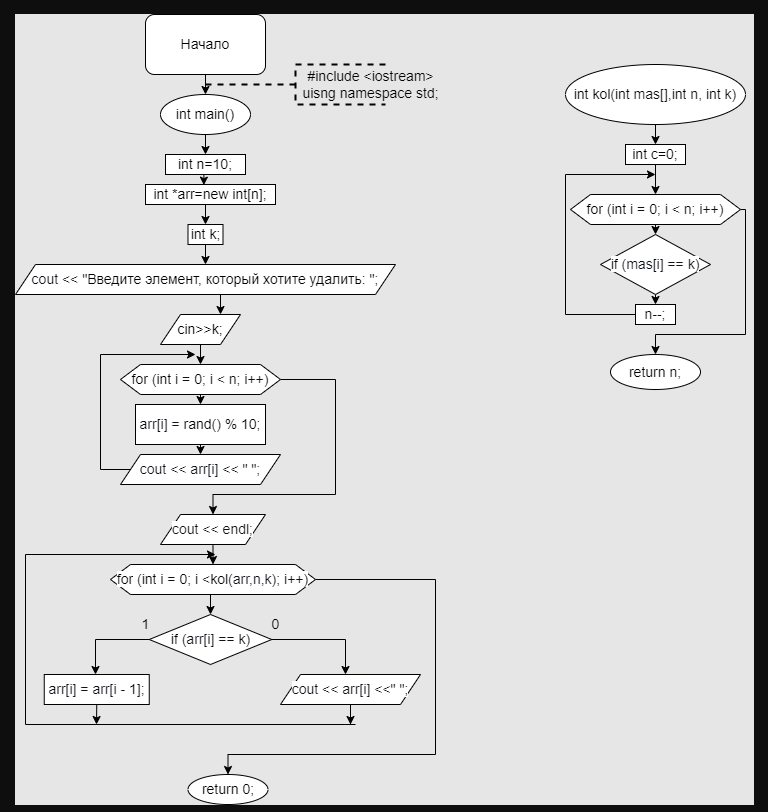 Начало
#include <iostream>
uisng namespace std;
int main()
int n=10;
int *arr=new int[n];
int k;
cout << "Введите элемент, который хотите удалить: ";
cin>>k;
for (int i = 0; i < n; i++)
arr[i] = rand() % 10;
cout << arr[i] << " ";
cout << endl;
for (int i = 0; i <kol(arr,n,k); i++)
1
0
if (arr[i] == k)
arr[i] = arr[i - 1];
cout << arr[i] <<" ";
return 0;
int kol(int mas[],int n, int k)
int c=0;
for (int i = 0; i < n; i++)
if (mas[i] == k)
n--;
return n;